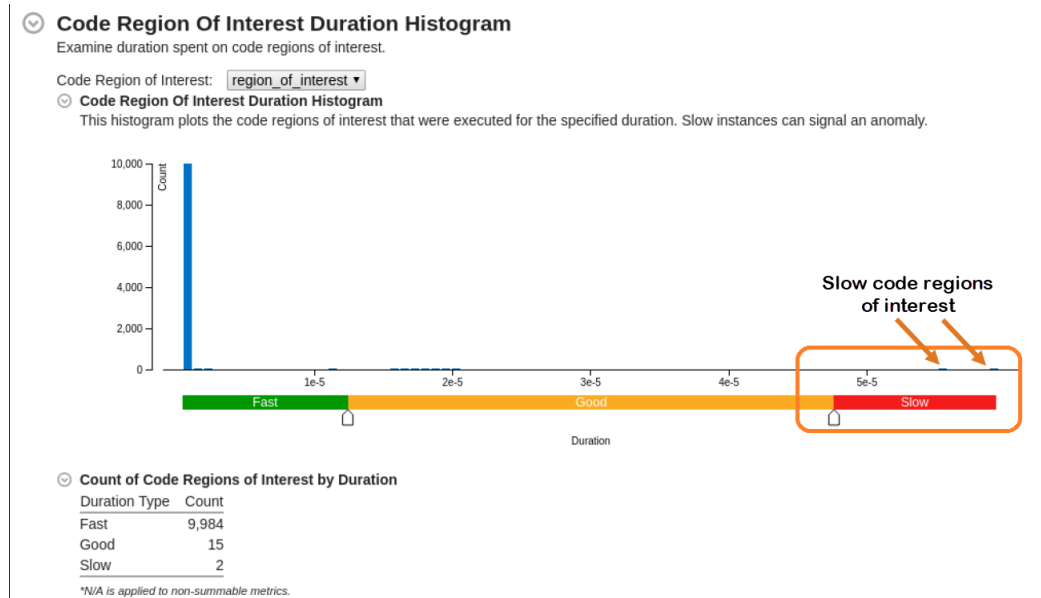 Code Region Of Interest Duration Histogram
Examine duration spent on code regions of interest.
Code Region of Interest: region_of_interest
Code Region Of Interest Duration Histogram
This histogram plots the code regions of interest that were executed for the specified duration. Slow instances can signal an anomaly.
Count
10,000
8,000
6,000
4,000
2,000
0
Slow code regions
of interest
1e-5 2e-5 3e-5 4e-5 5e-5
Fast Good Slow
Duration
Count of Code Regions of Interest by Duration
Duration Type Count
Fast 9,984
Good 15
Slow 2
*N/A is applied to non-summable metrics.